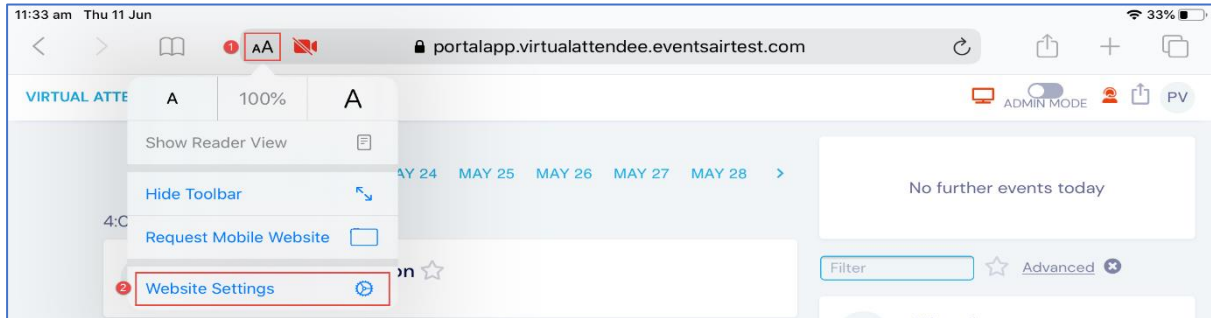 11:33 am Thu 11 Jun 33%
1 AA portalapp.virtualattendee.eventsairtest.com
VIRTUAL ATTE ADMIN MODE PV
A 100% A
Show Reader View
AY 24 MAY 25 MAY 26 MAY 27 MAY 28 >
No further events today
Hide Toolbar
4:
Request Mobile Website
on
Filter Advanced
2 Website Settings